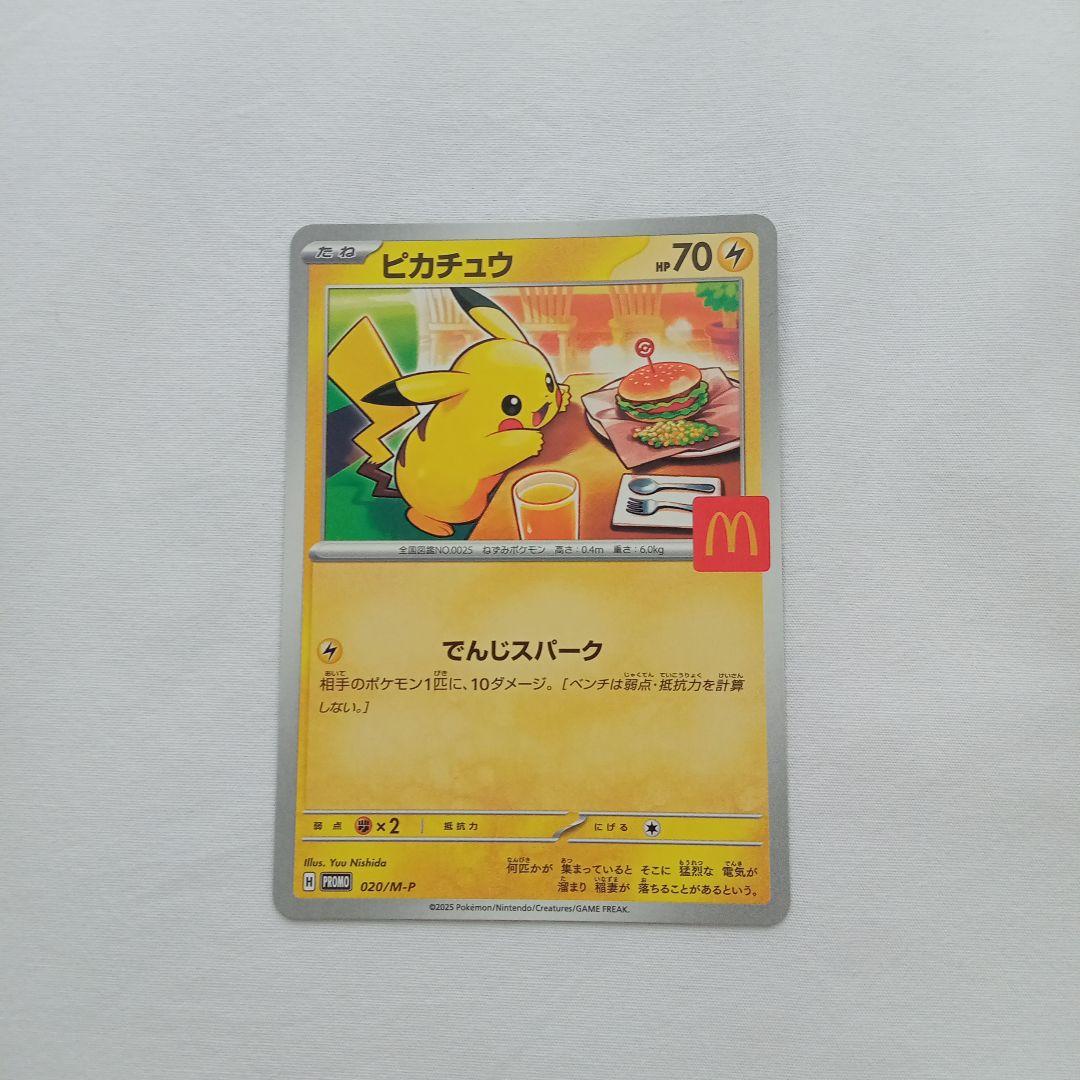 たね ピカチュウ HP 70
全国図鑑NO.0025 ねずみポケモン 高さ:0.4m 重さ:6.0kg
でんじスパーク
相手のポケモン1匹に、10ダメージ。[ベンチは弱点・抵抗力を計算
しない。]
弱点 ×2 抵抗力 にげる
Illus. Yuu Nishida
何匹かが 集まっていると そこに 猛烈な 電気が
溜まり 稲妻が 落ちることがあるという。
H PROMO 020/M-P
©2025 Pokémon/Nintendo/Creatures/GAME FREAK.